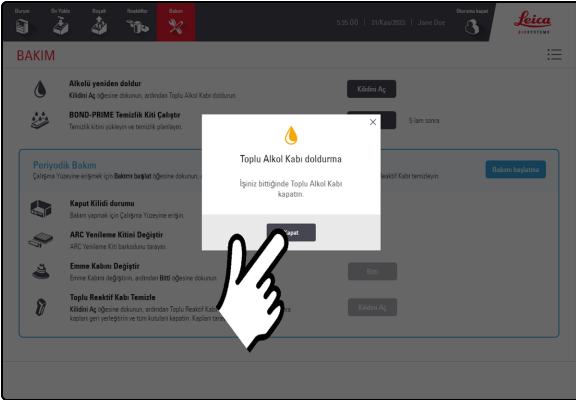 Durum
Ön Yükle
Boşalt
Reaktifler
Bakım
5:35 ÖÖ | 21/Kas/2023 | Jane Doe
Oturumu kapat
Leica
BIOSYSTEMS
BAKIM
Alkolü yeniden doldur
Kilidini Aç öğesine dokunun, ardından Toplu Alkol Kabı doldurun.
Kilidini Aç
BOND-PRIME Temizlik Kiti Çalıştır
Temizlik kitini yükleyin ve temizlik planlayın.
5 lam sonra
Toplu Alkol Kabı doldurma
İşiniz bittiğinde Toplu Alkol Kabı
kapatın.
Kapat
Periyodik Bakım
Çalışma Yüzeyine erişmek için Bakımı başlat öğesine dokunun,
Reaktif Kabı temizleyin.
Bakımı başlatma
Kaput Kilidi durumu
Bakım yapmak için Çalışma Yüzeyine erişin.
ARC Yenileme Kitini Değiştir
ARC Yenileme Kiti barkodunu tarayın.
Emme Kabını Değiştir
Emme Kabını değiştirin, ardından Bitti öğesine dokunun
Bitti
Toplu Reaktif Kabı Temizle
Kilidini Aç öğesine dokunun, ardından Toplu Reaktif Kab
kapları geri yerleştirin ve tüm kutuları kapatın. Kapları
Kilidini Aç